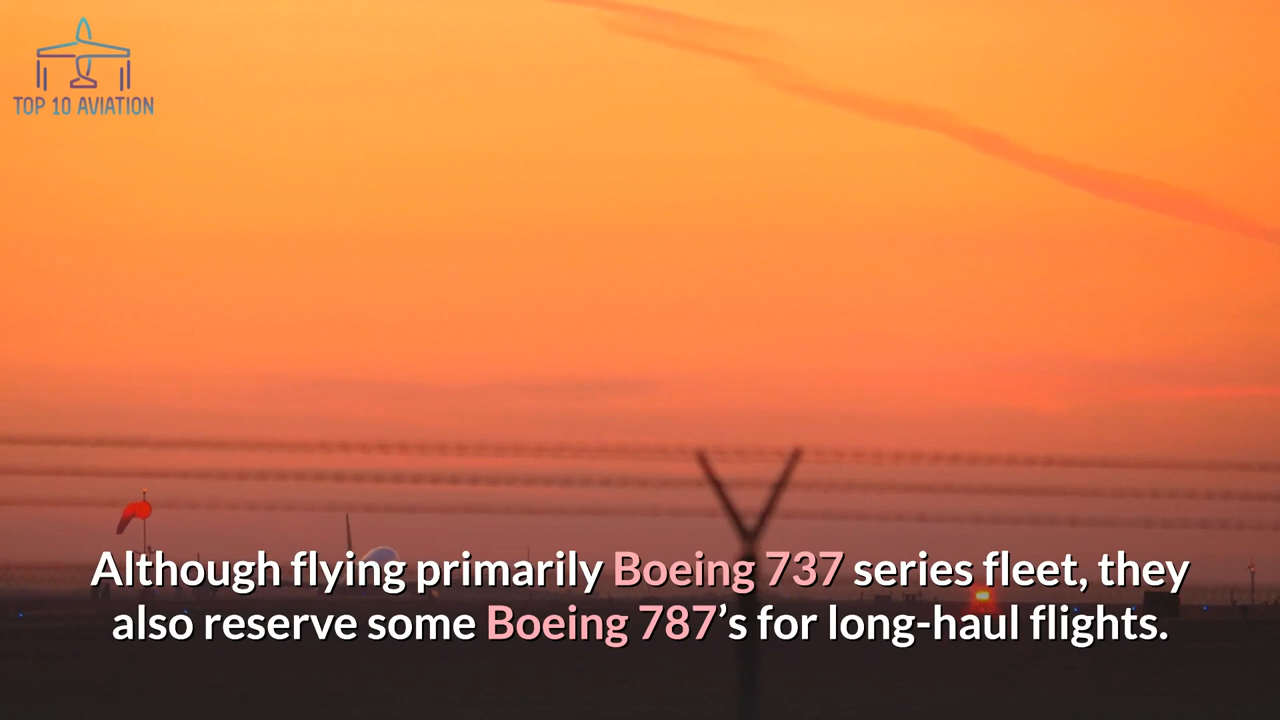 TOP 10 AVIATION
Although flying primarily Boeing 737 series fleet, they
also reserve some Boeing 787’s for long-haul flights.